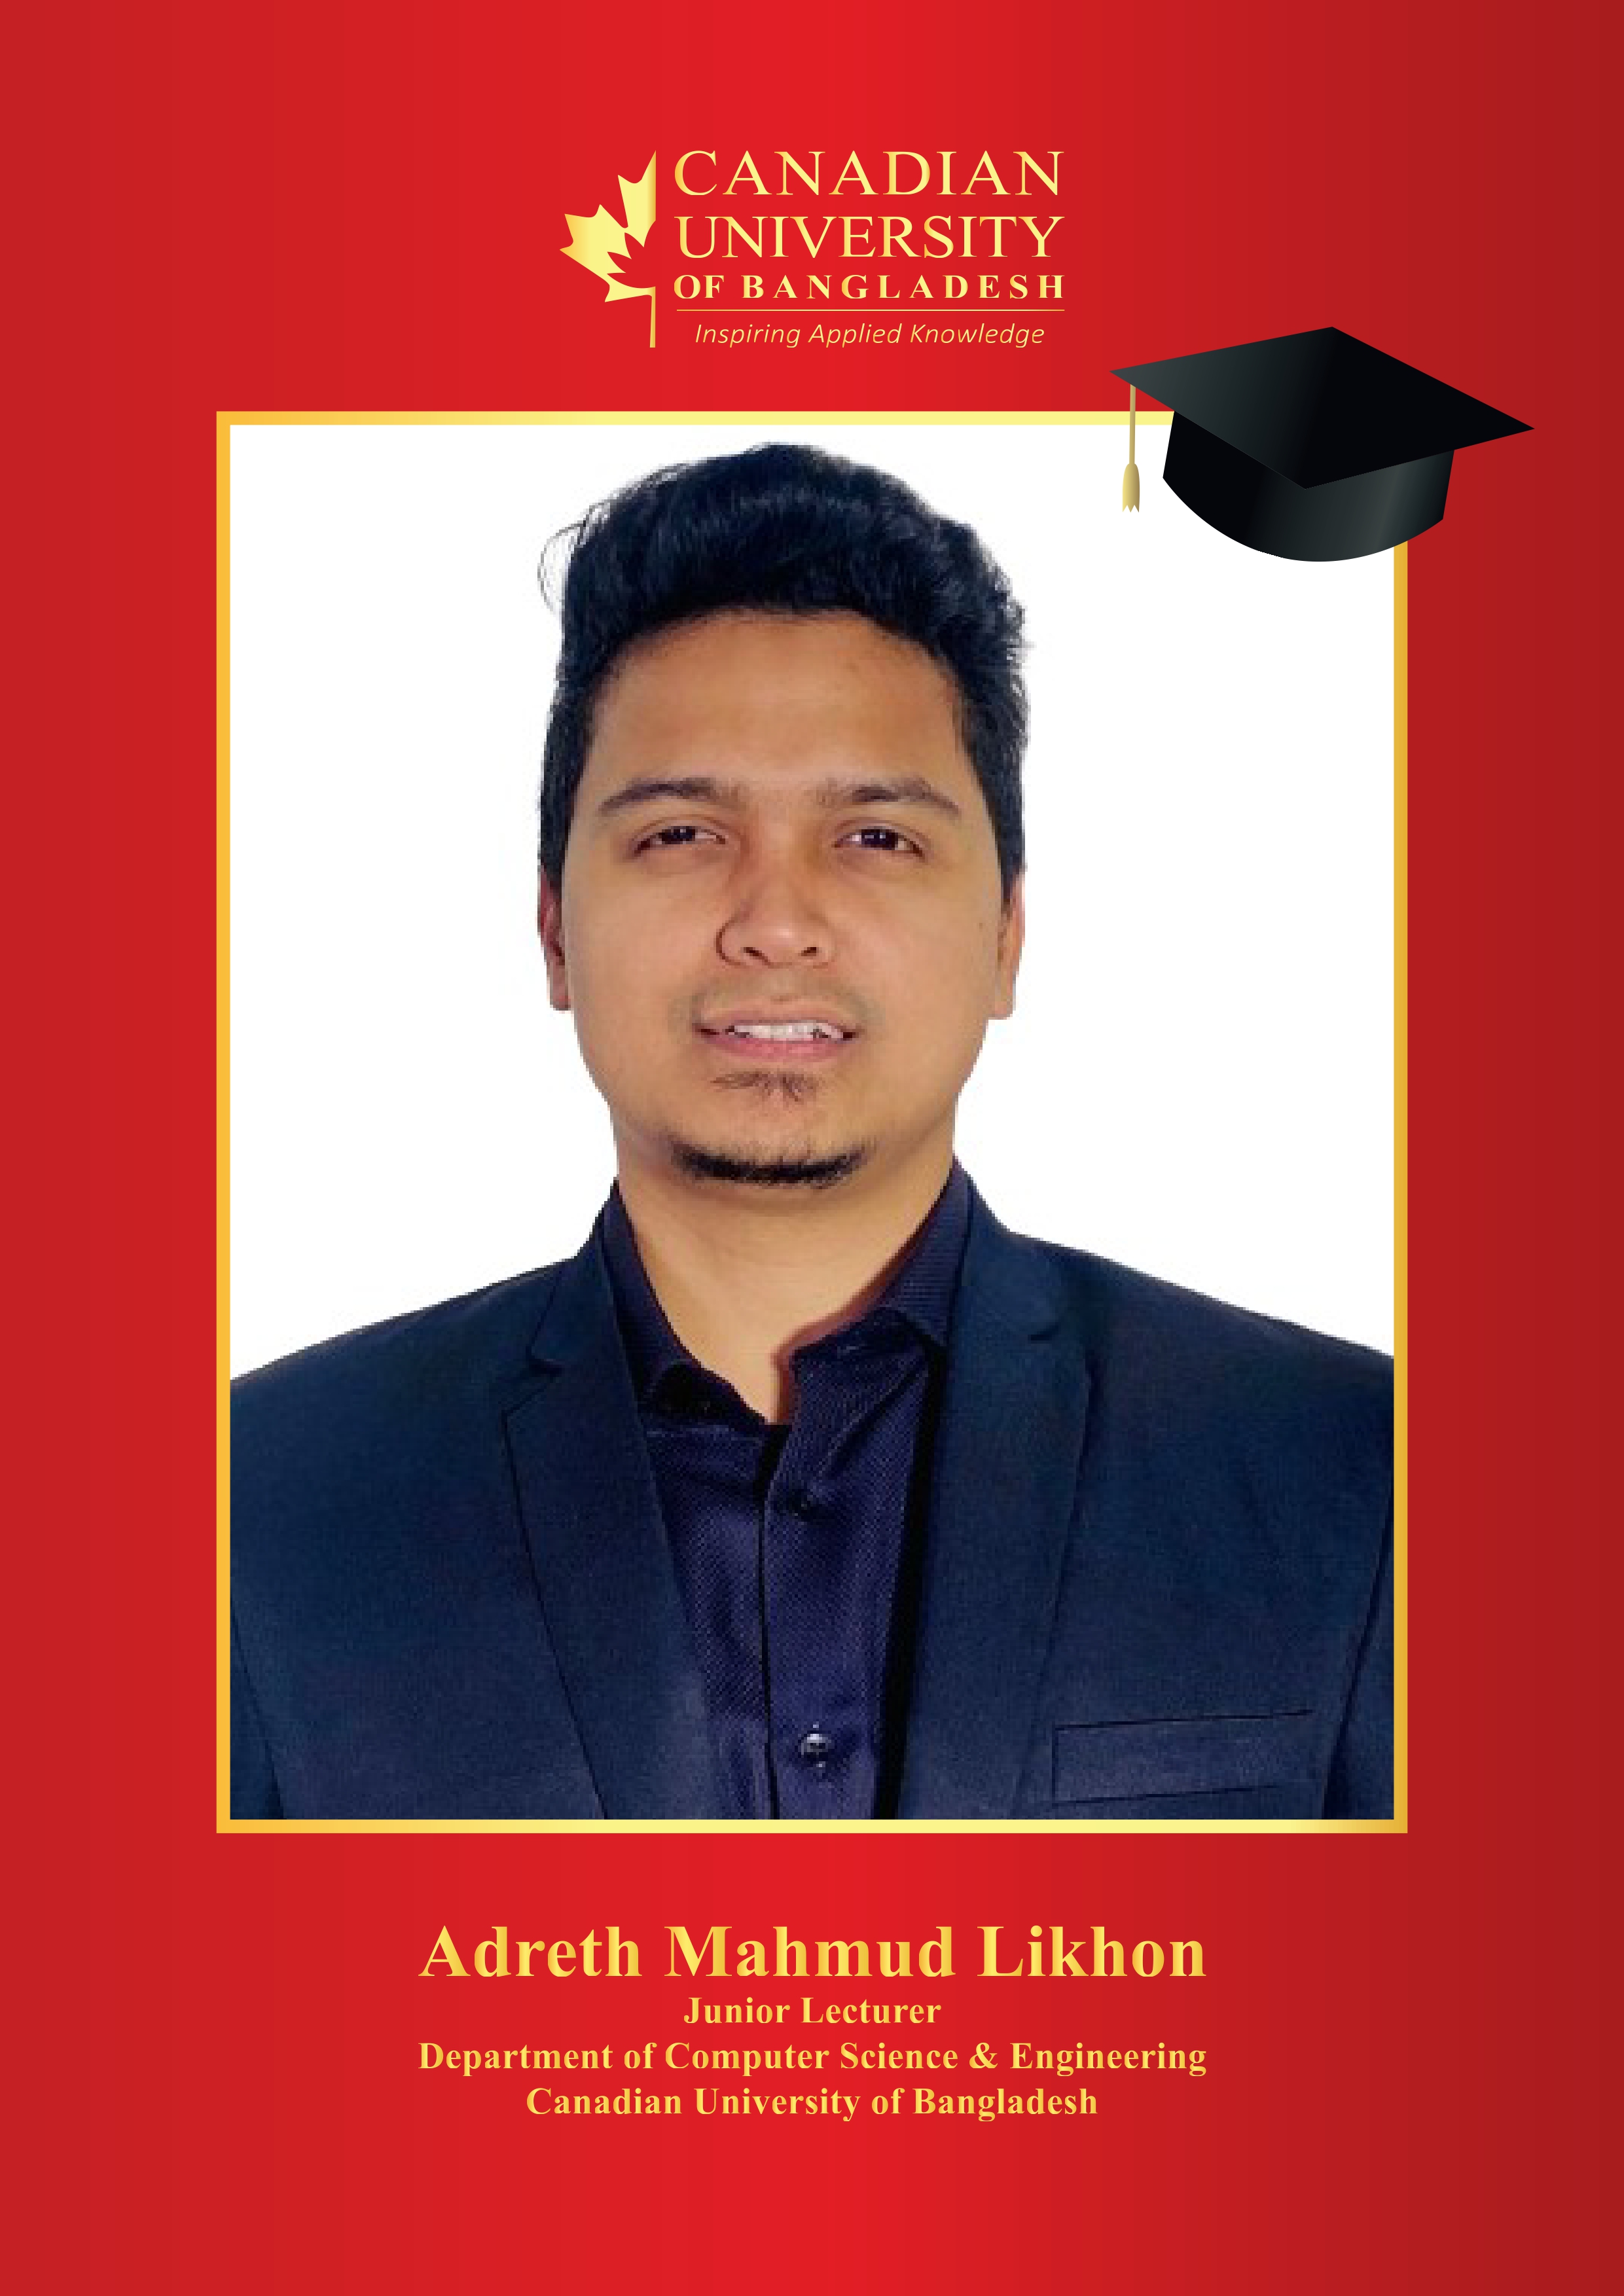 CANADIAN
UNIVERSITY
OF BANGLADESH
Inspiring Applied Knowledge
Adreth Mahmud Likhon
Junior Lecturer
Department of Computer Science & Engineering
Canadian University of Bangladesh